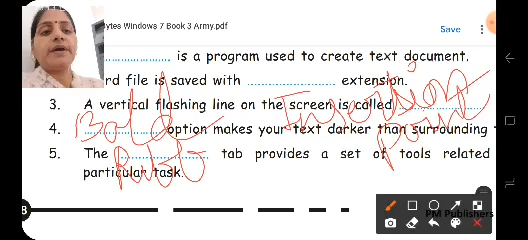 ytes Windows 7 Book 3 Army.pdf
Save
is a program used to create text document.
rd file is saved with .................... extension.
3. A vertical flashing line on the screen is called
Insertion Point
4. .................... option makes your text darker than surrounding
Bold
5. The .................... tab provides a set of tools related
particular task.
8
PM Publishers